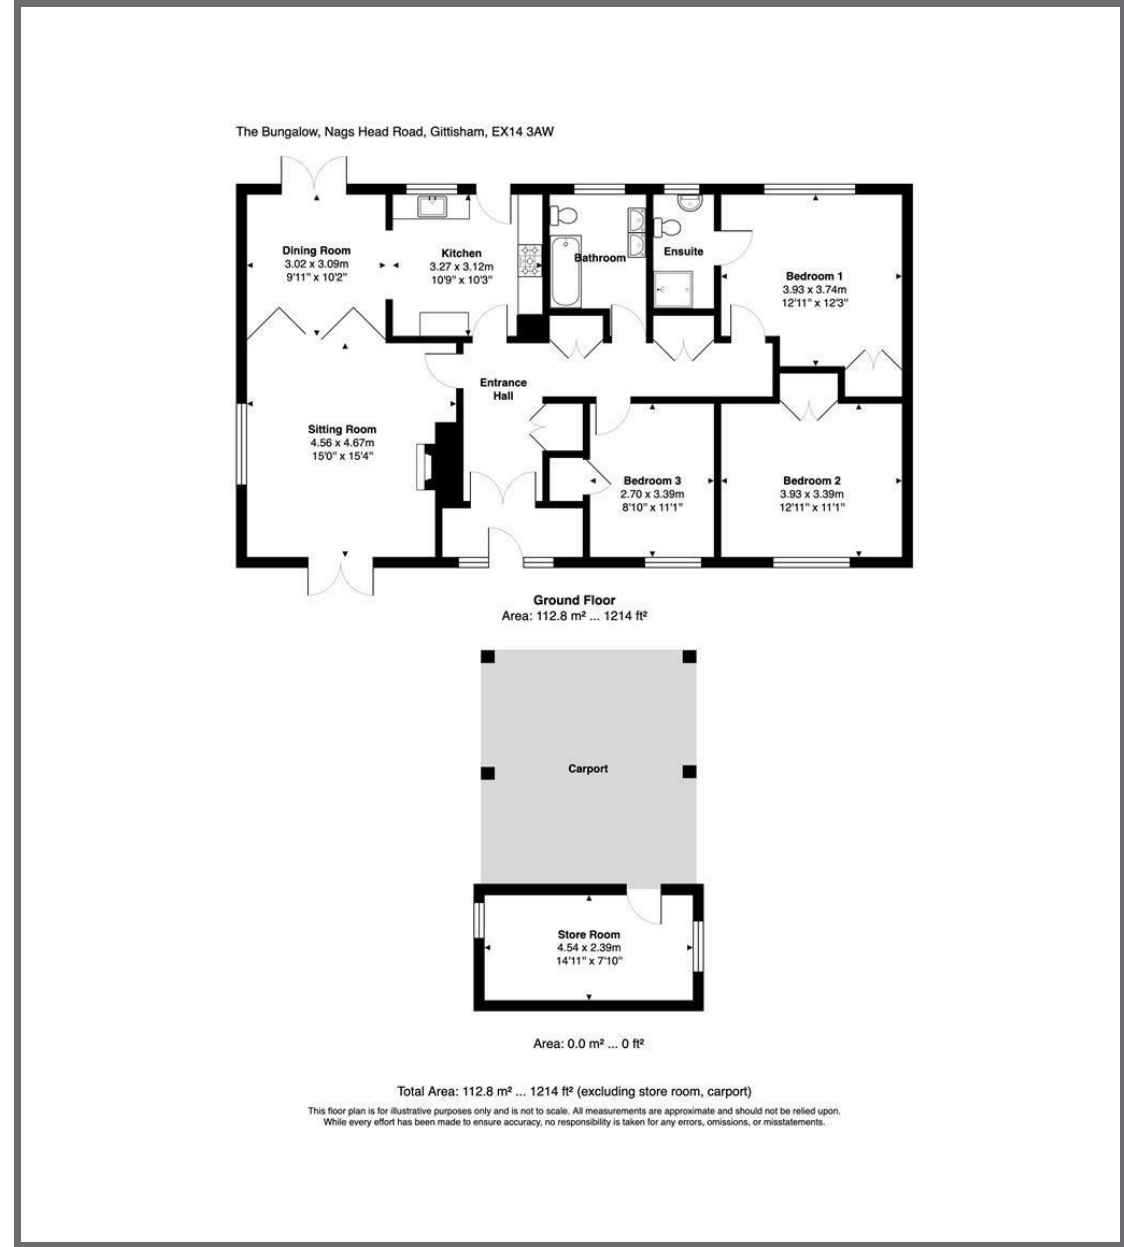 The Bungalow, Nags Head Road, Gittisham, EX14 3AW
Dining Room
3.02 x 3.09m
9'11" x 10'2"
Kitchen
3.27 x 3.12m
10'9" x 10'3"
Bathroom
Ensuite
Bedroom 1
3.93 x 3.74m
12'11" x 12'3"
Entrance
Hall
Sitting Room
4.56 x 4.67m
15'0" x 15'4"
Bedroom 3
2.70 x 3.39m
8'10" x 11'1"
Bedroom 2
3.93 x 3.39m
12'11" x 11'1"
Ground Floor
Area: 112.8 m² ... 1214 ft²
Carport
Store Room
4.54 x 2.39m
14'11" x 7'10"
Area: 0.0 m² ... 0 ft²
Total Area: 112.8 m² ... 1214 ft² (excluding store room, carport)
This floor plan is for illustrative purposes only and is not to scale. All measurements are approximate and should not be relied upon.
While every effort has been made to ensure accuracy, no responsibility is taken for any errors, omissions, or misstatements.